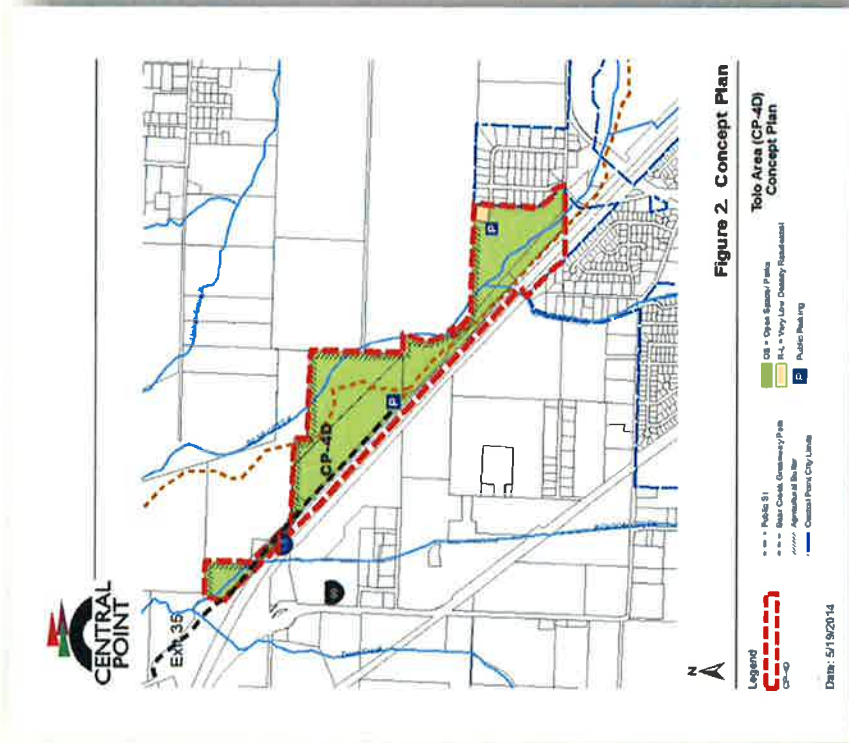 CENTRAL
POINT
Exit 35
CP-4D
P
P
Figure 2. Concept Plan
N
Legend
CP-4D
Public St
Bear Creek Greenway Path
Agricultural Buffer
Central Point City Limits
OS = Open Space/ Parks
R-L = Very Low Density Residential
P Public Parking
Tolo Area (CP-4D)
Concept Plan
Date: 5/19/2014